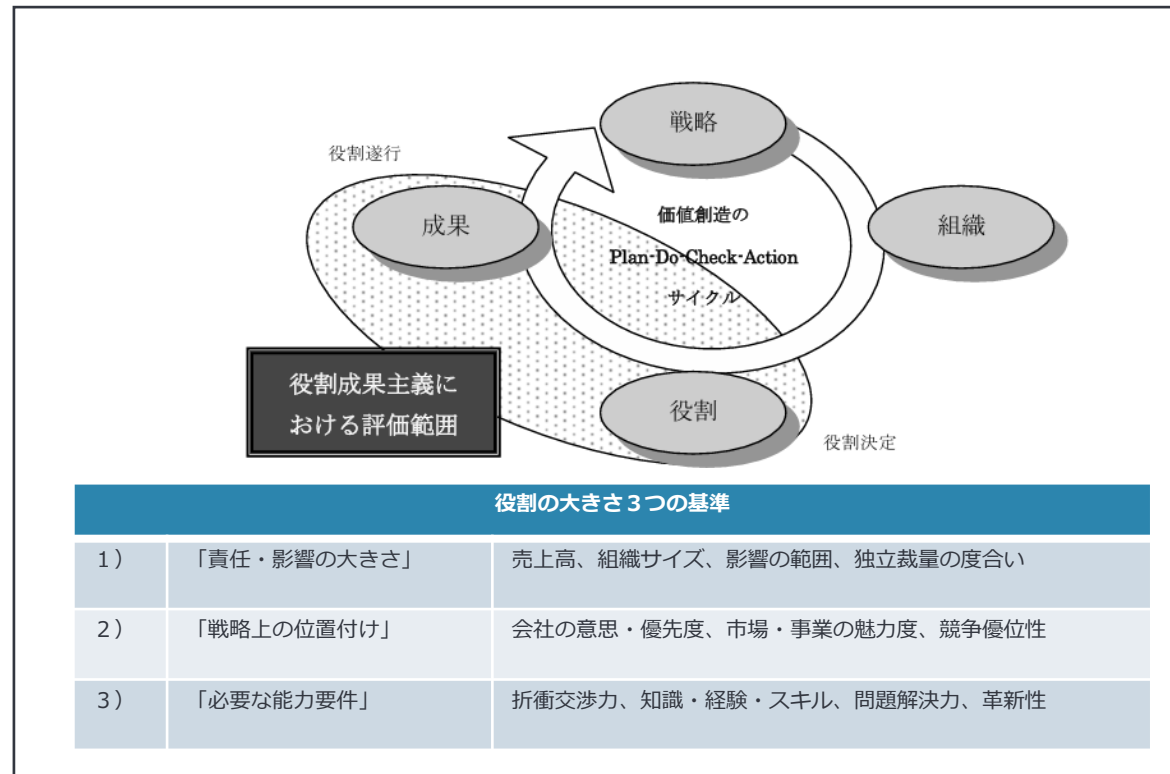 戦略
役割遂行
成果
組織
価値創造の
Plan-Do-Check-Action
サイクル
役割成果主義に
おける評価範囲
役割
役割決定
役割の大きさ3つの基準
1) 「責任・影響の大きさ」 売上高、組織サイズ、影響の範囲、独立裁量の度合い
2) 「戦略上の位置付け」 会社の意思・優先度、市場・事業の魅力度、競争優位性
3) 「必要な能力要件」 折衝交渉力、知識・経験・スキル、問題解決力、革新性